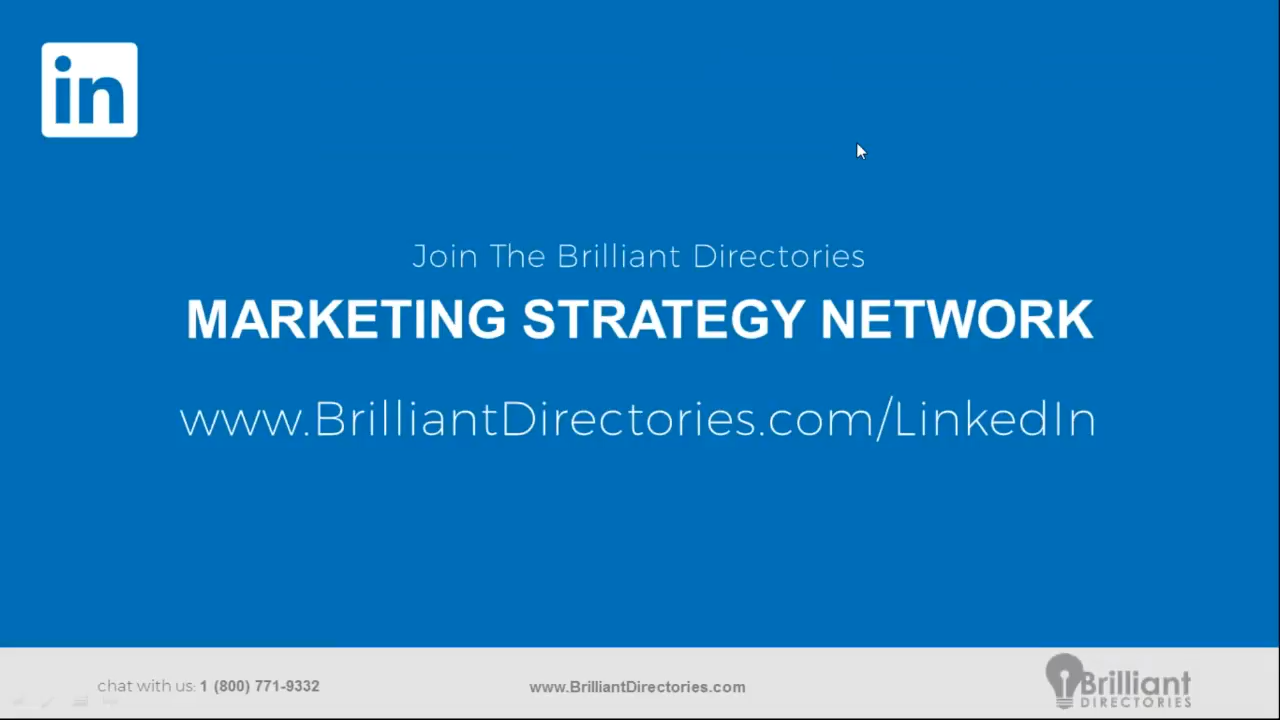 in
Join The Brilliant Directories
MARKETING STRATEGY NETWORK
www.BrilliantDirectories.com/LinkedIn
chat with us: 1 (800) 771-9332
www.BrilliantDirectories.com
Brilliant
DIRECTORIES